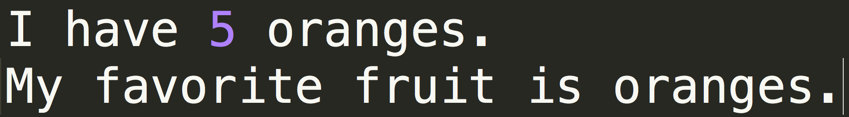 I have 5 oranges.
My favorite fruit is oranges.